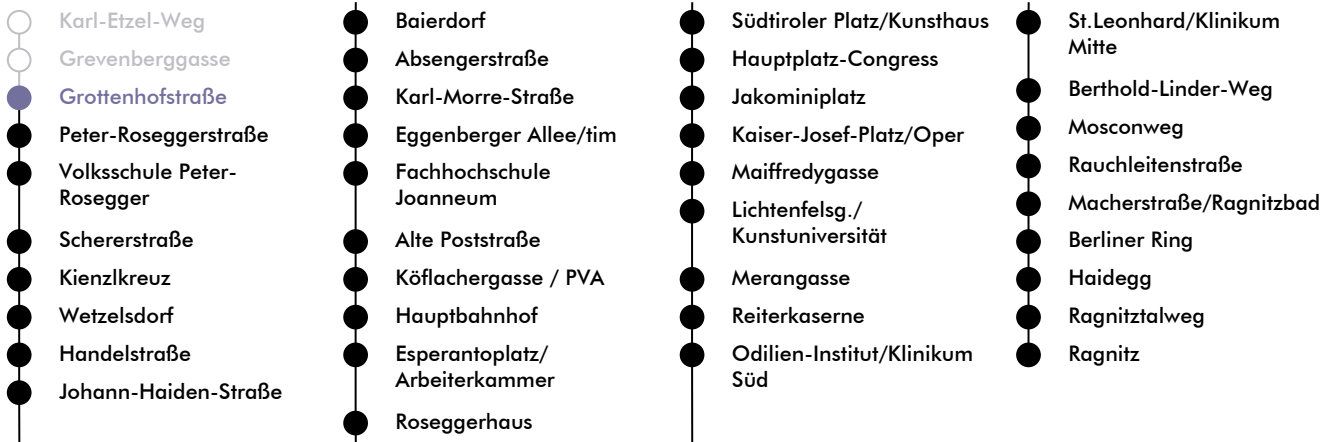 Karl-Etzel-Weg
Grevenberggasse
Grottenhofstraße
Peter-Roseggerstraße
Volksschule Peter-
Rosegger
Schererstraße
Kienzlkreuz
Wetzelsdorf
Handelstraße
Johann-Haiden-Straße
Baierdorf
Absengerstraße
Karl-Morre-Straße
Eggenberger Allee/tim
Fachhochschule
Joanneum
Alte Poststraße
Köflachergasse / PVA
Hauptbahnhof
Esperantoplatz/
Arbeiterkammer
Roseggerhaus
Südtiroler Platz/Kunsthaus
Hauptplatz-Congress
Jakominiplatz
Kaiser-Josef-Platz/Oper
Maiffredygasse
Lichtenfelsg./
Kunstuniversität
Merangasse
Reiterkaserne
Odilien-Institut/Klinikum
Süd
St.Leonhard/Klinikum
Mitte
Berthold-Linder-Weg
Mosconweg
Rauchleitenstraße
Macherstraße/Ragnitzbad
Berliner Ring
Haidegg
Ragnitztalweg
Ragnitz